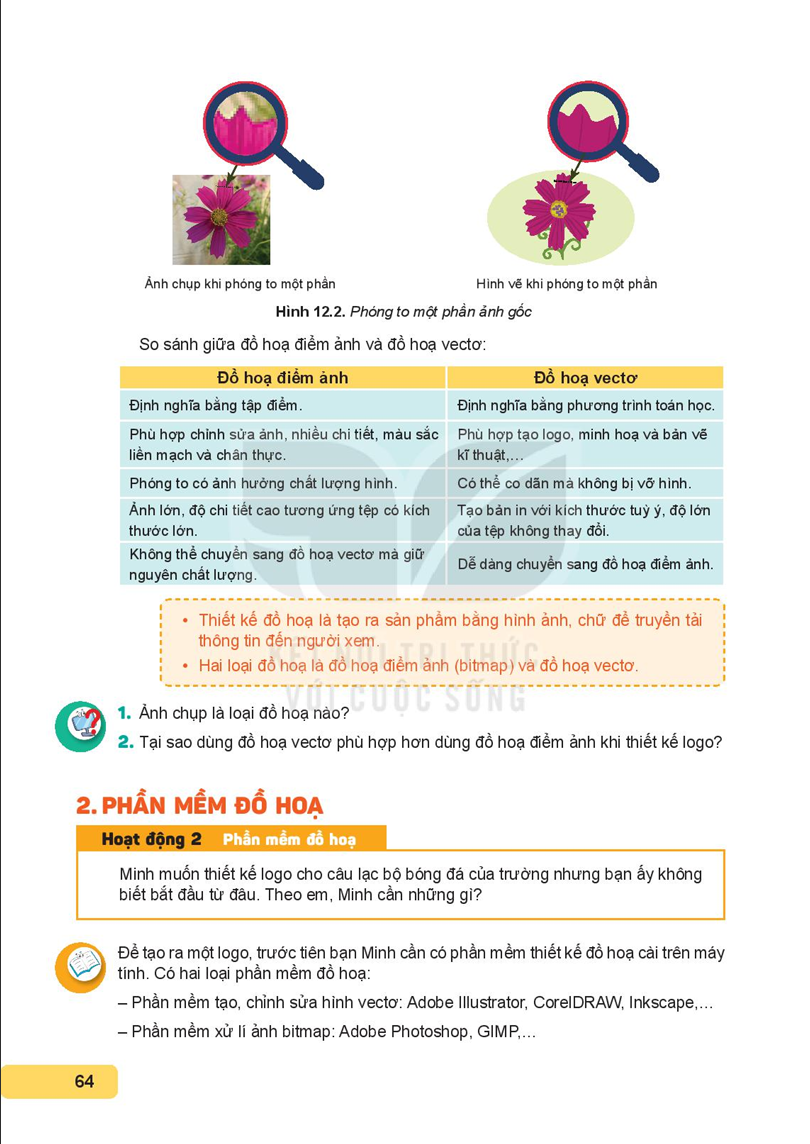 Ảnh chụp khi phóng to một phần
Hình vẽ khi phóng to một phần
Hình 12.2. Phóng to một phần ảnh gốc
So sánh giữa đồ hoạ điểm ảnh và đồ hoạ vectơ:
Đồ hoạ điểm ảnh
Đồ hoạ vectơ
Định nghĩa bằng tập điểm.
Định nghĩa bằng phương trình toán học.
Phù hợp chỉnh sửa ảnh, nhiều chi tiết, màu sắc
liền mạch và chân thực.
Phù hợp tạo logo, minh hoạ và bản vẽ
kĩ thuật,…
Phóng to có ảnh hưởng chất lượng hình.
Có thể co dãn mà không bị vỡ hình.
Ảnh lớn, độ chi tiết cao tương ứng tệp có kích
thước lớn.
Tạo bản in với kích thước tuỳ ý, độ lớn
của tệp không thay đổi.
Không thể chuyển sang đồ hoạ vectơ mà giữ
nguyên chất lượng.
Dễ dàng chuyển sang đồ hoạ điểm ảnh.
• Thiết kế đồ hoạ là tạo ra sản phẩm bằng hình ảnh, chữ để truyền tải
thông tin đến người xem.
• Hai loại đồ hoạ là đồ hoạ điểm ảnh (bitmap) và đồ hoạ vectơ.
KẾT NỐI TRI THỨC
VỚI CUỘC SỐNG
1. Ảnh chụp là loại đồ hoạ nào?
2. Tại sao dùng đồ hoạ vectơ phù hợp hơn dùng đồ hoạ điểm ảnh khi thiết kế logo?
2. PHẦN MỀM ĐỒ HOẠ
Hoạt động 2 Phần mềm đồ hoạ
Minh muốn thiết kế logo cho câu lạc bộ bóng đá của trường nhưng bạn ấy không
biết bắt đầu từ đâu. Theo em, Minh cần những gì?
Để tạo ra một logo, trước tiên bạn Minh cần có phần mềm thiết kế đồ hoạ cài trên máy
tính. Có hai loại phần mềm đồ hoạ:
– Phần mềm tạo, chỉnh sửa hình vectơ: Adobe Illustrator, CorelDRAW, Inkscape,…
– Phần mềm xử lí ảnh bitmap: Adobe Photoshop, GIMP,…
64